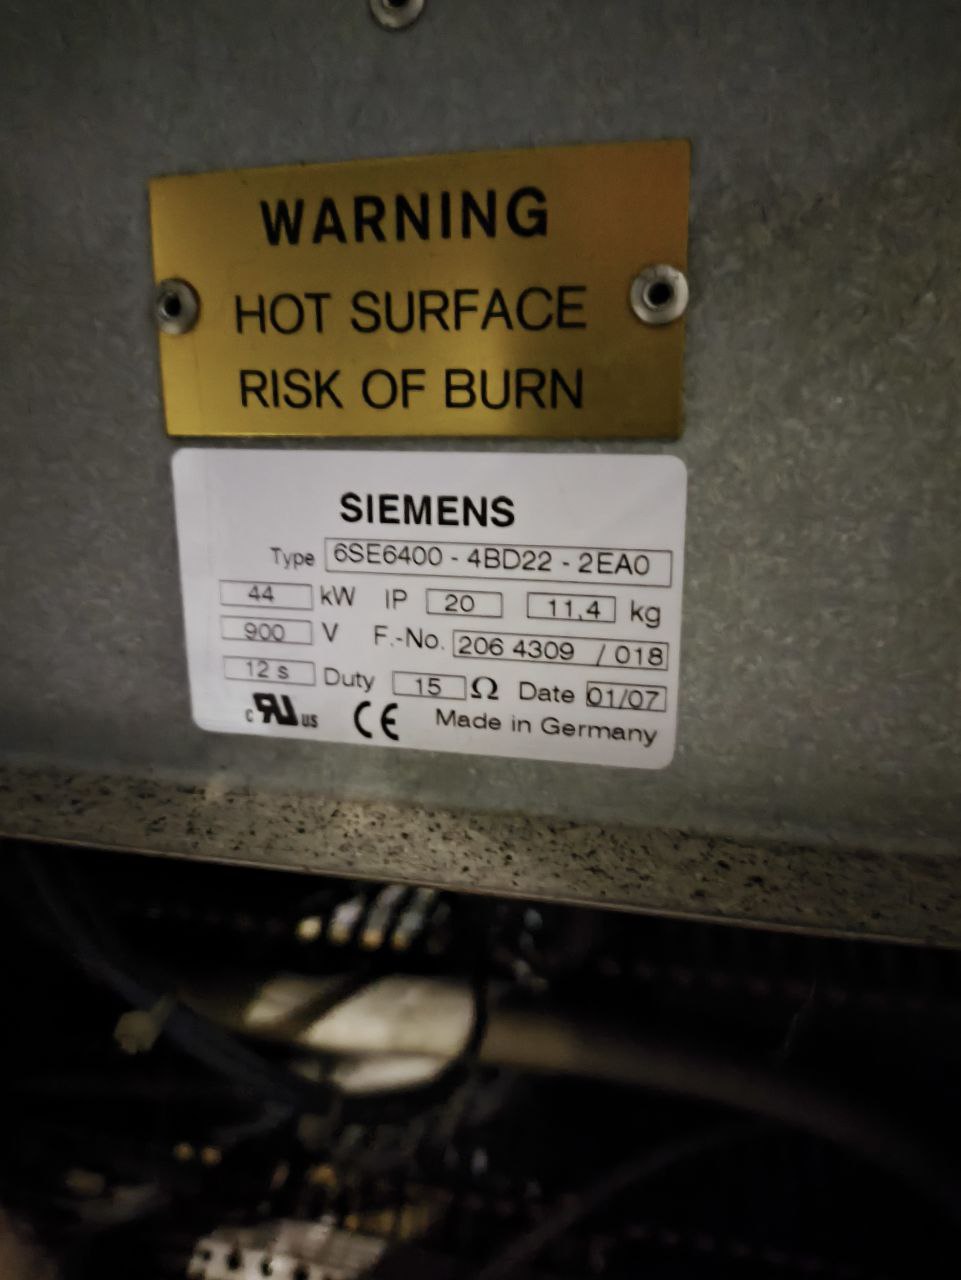 WARNING
HOT SURFACE
RISK OF BURN
SIEMENS
Type 6SE6400 - 4BD22 - 2EA0
44 kW IP 20 11,4 kg
900 V F.-No. 206 4309 / 018
12 s Duty 15 Ω Date 01/07
c RU us CE Made in Germany